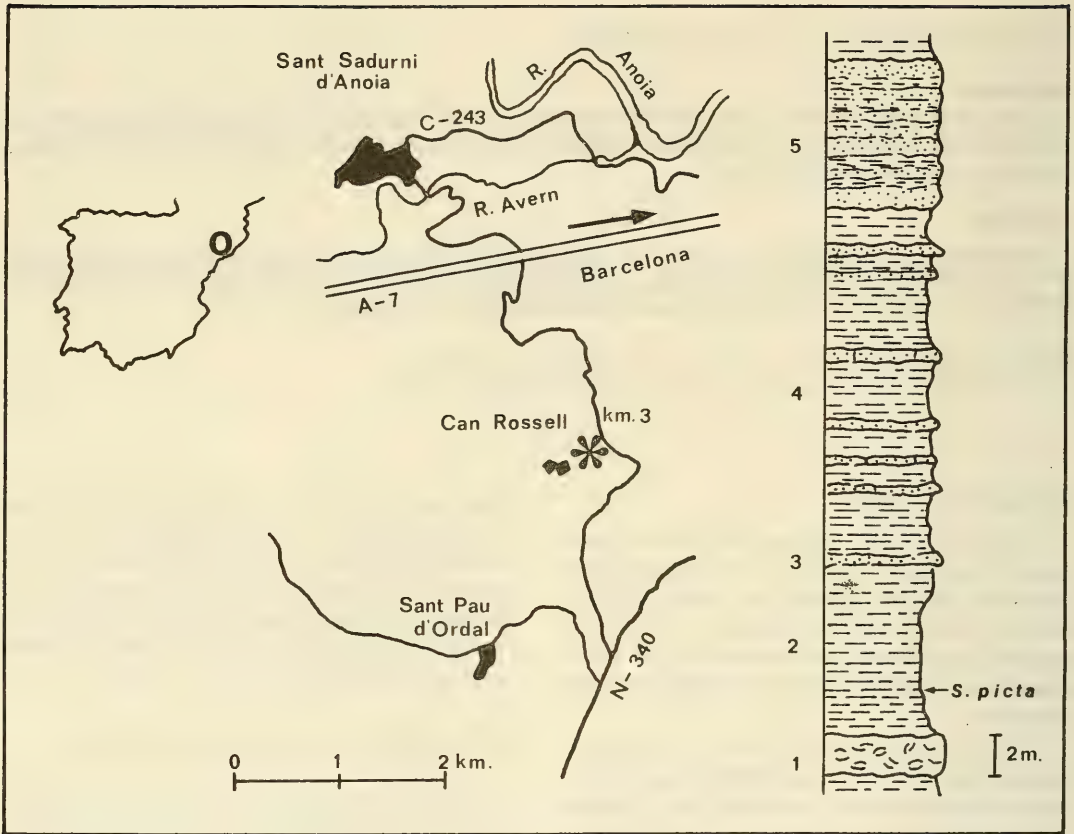 Sant Sadurni
d'Anoia
R. Anoia
C-243
R. Avern
Barcelona
A-7
O
Can Rossell
km. 3
Sant Pau
d'Ordal
N-340
0 1 2 km.
5
4
3
2
S. picta
1
2m.